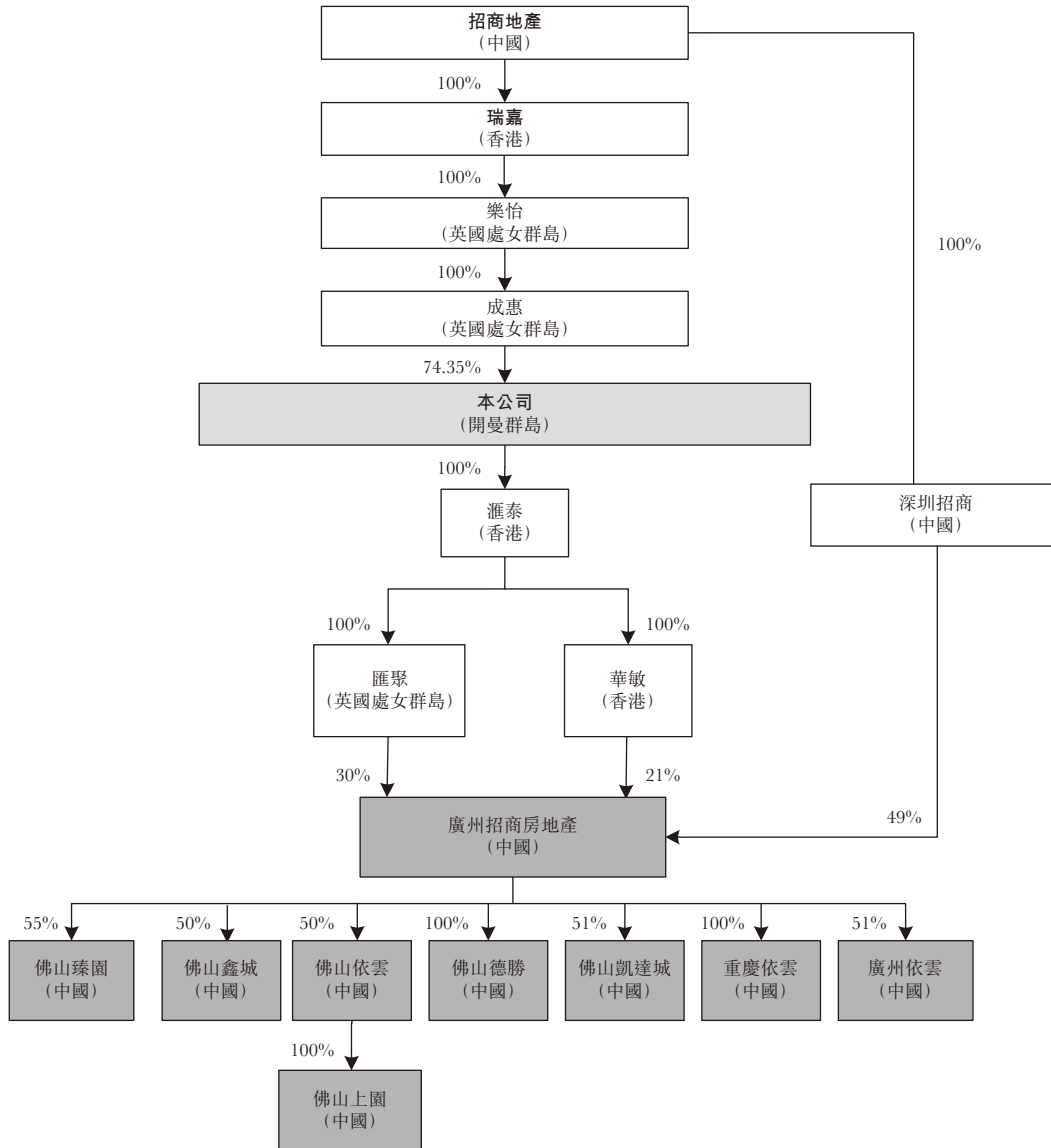 招商地產
(中國)
100%
瑞嘉
(香港)
100%
樂怡
(英國處女群島)
100%
100%
成惠
(英國處女群島)
74.35%
本公司
(開曼群島)
100%
滙泰
(香港)
深圳招商
(中國)
100%
100%
匯聚
(英國處女群島)
華敏
(香港)
30%
21%
廣州招商房地產
(中國)
49%
55%
50%
50%
100%
51%
100%
51%
佛山臻園
(中國)
佛山鑫城
(中國)
佛山依雲
(中國)
佛山德勝
(中國)
佛山凱達城
(中國)
重慶依雲
(中國)
廣州依雲
(中國)
100%
佛山上園
(中國)